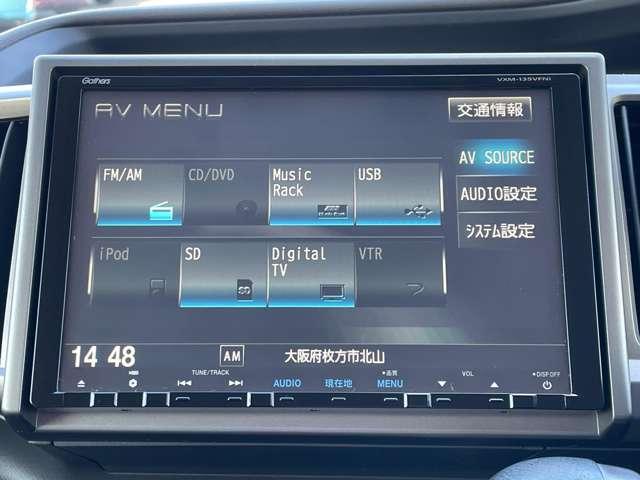 Gathers VXM-135VFNi
AV MENU 交通情報
FM/AM CD/DVD Music Rack USB
AV SOURCE
AUDIO設定
システム設定
iPod SD Digital TV VTR
14 48 AM 大阪府枚方市北山
TUNE/TRACK AUDIO 現在地 画質 MENU VOL DISP.OFF